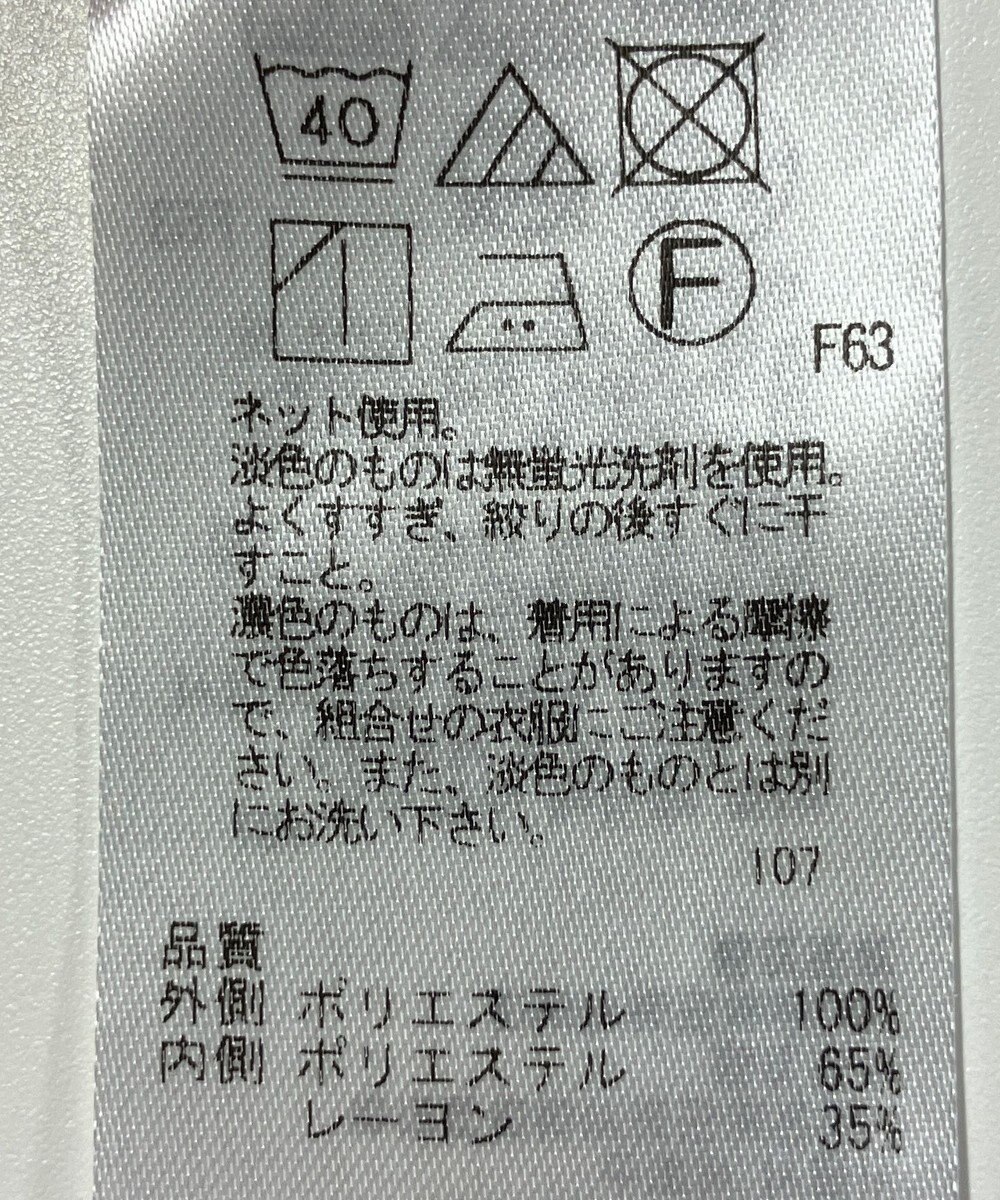 40
F
F63
ネット使用。
淡色のものは無蛍光洗剤を使用。
よくすすぎ、絞りの後すぐに干
すこと。
濃色のものは、着用による摩擦
で色落ちすることがありますの
で、組合せの衣服にご注意くだ
さい。また、淡色のものとは別
にお洗い下さい。
107
品質
外側 ポリエステル 100%
内側 ポリエステル 65%
レーヨン 35%